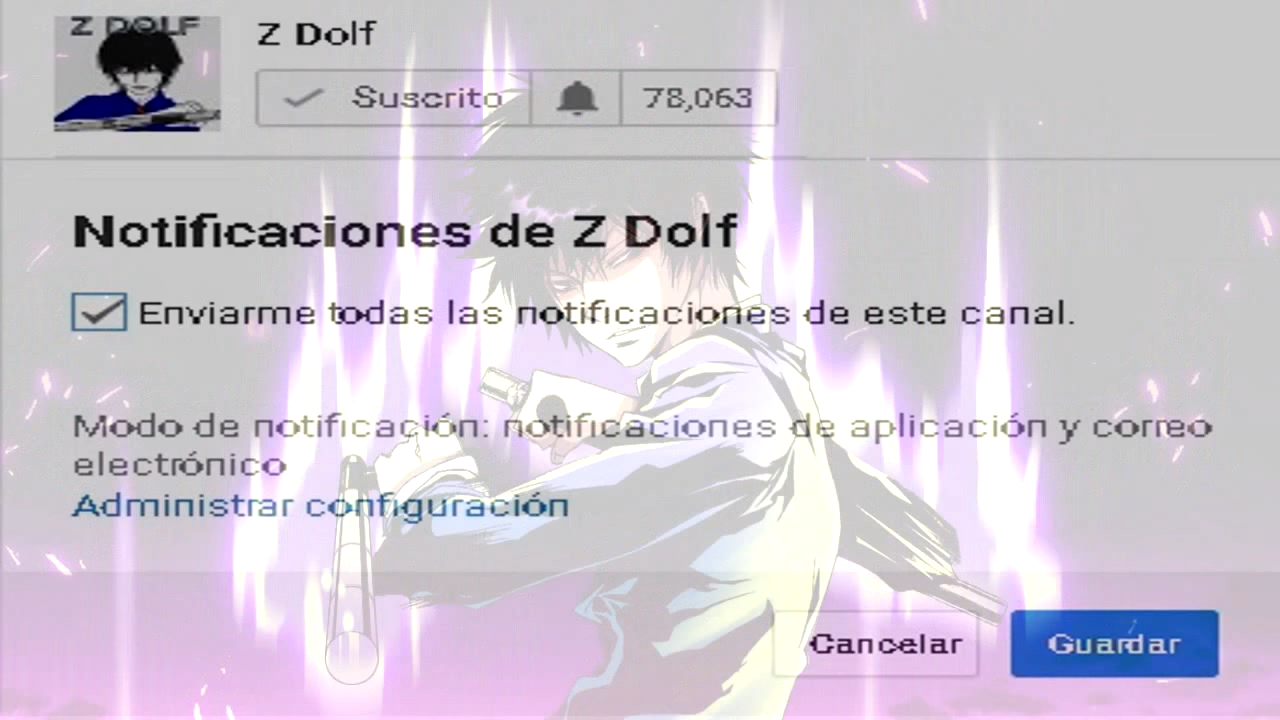 Z DOLF
Z Dolf
Suscrito
78,063
Notificaciones de Z Dolf
Enviarme todas las notificaciones de este canal.
Modo de notificación: notificaciones de aplicación y correo
electrónico
Administrar configuración
Cancelar
Guardar